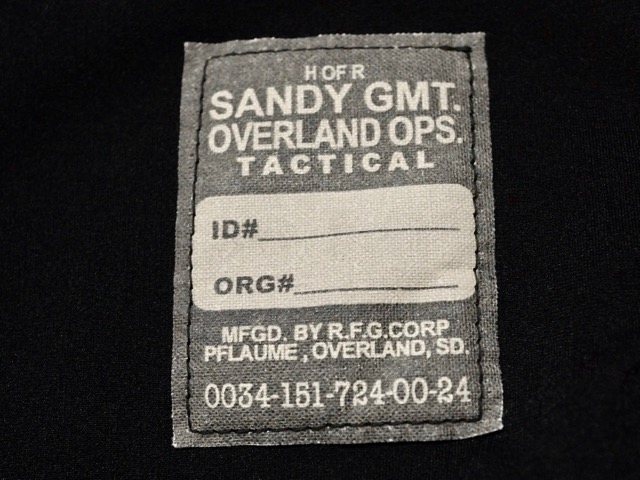 H OF R
SANDY GMT.
OVERLAND OPS.
TACTICAL
ID#
ORG#
MFGD. BY R.F.G.CORP
PFLAUME, OVERLAND, SD.
0034-151-724-00-24